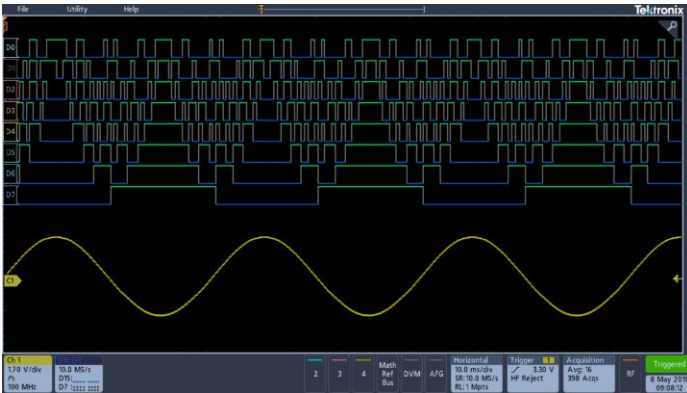 File Utility Help
Tektronix
D0
D1
D2
D3
D4
D5
D6
D7
C1
Ch 1
1.70 V/div
100 MHz
D15-D0
10.0 MS/s
D15:
D7 :
2 3 4
Math
Ref
Bus
DVM AFG
Horizontal
10.0 ms/div
SR: 10.0 MS/s
RL: 1 Mpts
Trigger
3.30 V
HF Reject
Acquisition
Avg: 16
398 Acqs
RF
Triggered
8 May 2019
09:08:12